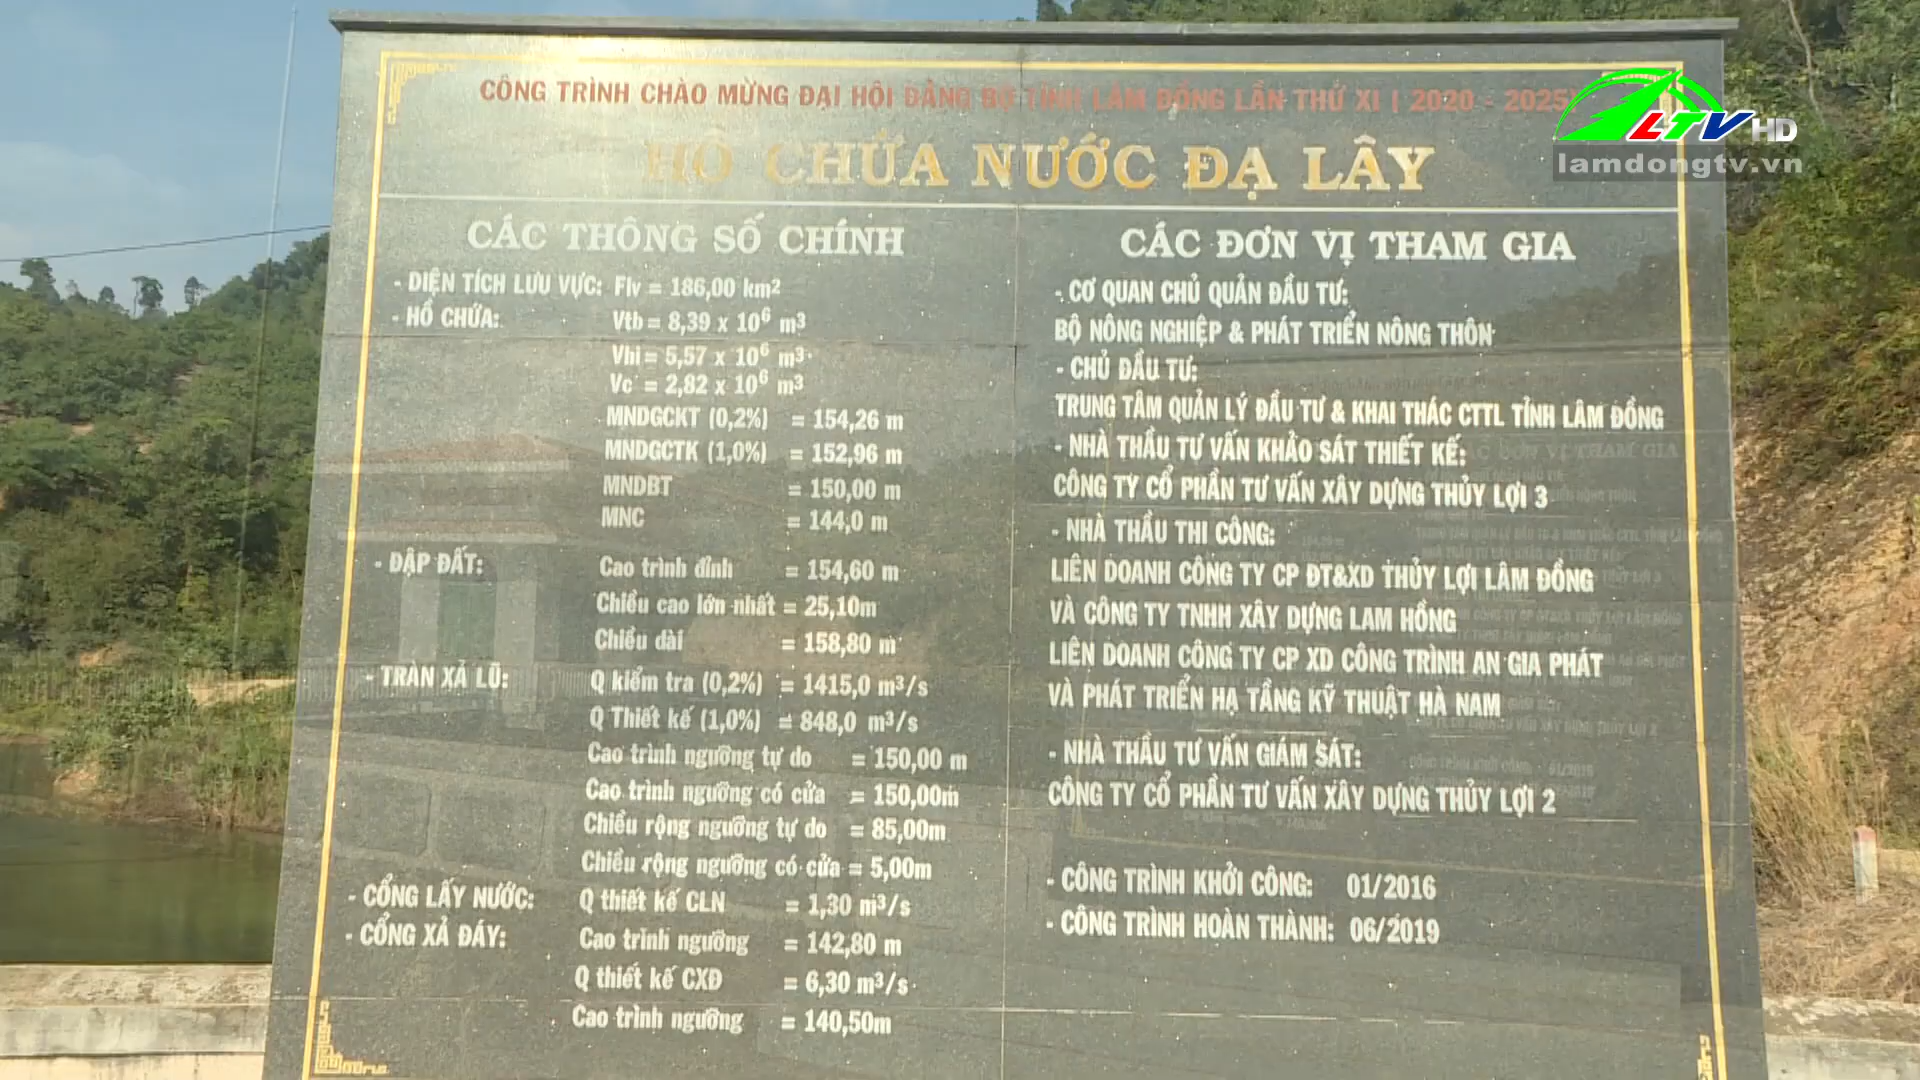 CÔNG TRÌNH CHÀO MỪNG ĐẠI HỘI ĐẢNG BỘ TỈNH LÂM ĐỒNG LẦN THỨ XI ( 2020 - 2025)
LTV HD
lamdongtv.vn
HỒ CHỨA NƯỚC ĐẠ LÂY
CÁC THÔNG SỐ CHÍNH
- DIỆN TÍCH LƯU VỰC: Flv = 186,00 km²
- HỒ CHỨA: Vtb = 8,39 x 10⁶ m³
Vhi = 5,57 x 10⁶ m³
Vc = 2,82 x 10⁶ m³
MNDGCKT (0,2%) = 154,26 m
MNDGCTK (1,0%) = 152,96 m
MNDBT = 150,00 m
MNC = 144,0 m
- ĐẬP ĐẤT: Cao trình đỉnh = 154,60 m
Chiều cao lớn nhất = 25,10m
Chiều dài = 158,80 m
- TRÀN XẢ LŨ: Q kiểm tra (0,2%) = 1415,0 m³/s
Q Thiết kế (1,0%) = 848,0 m³/s
Cao trình ngưỡng tự do = 150,00 m
Cao trình ngưỡng có cửa = 150,00m
Chiều rộng ngưỡng tự do = 85,00m
Chiều rộng ngưỡng có cửa = 5,00m
- CỔNG LẤY NƯỚC: Q thiết kế CLN = 1,30 m³/s
- CỔNG XẢ ĐÁY: Cao trình ngưỡng = 142,80 m
Q thiết kế CXĐ = 6,30 m³/s
Cao trình ngưỡng = 140,50m
CÁC ĐƠN VỊ THAM GIA
- CƠ QUAN CHỦ QUẢN ĐẦU TƯ:
BỘ NÔNG NGHIỆP & PHÁT TRIỂN NÔNG THÔN
- CHỦ ĐẦU TƯ:
TRUNG TÂM QUẢN LÝ ĐẦU TƯ & KHAI THÁC CTTL TỈNH LÂM ĐỒNG
- NHÀ THẦU TƯ VẤN KHẢO SÁT THIẾT KẾ:
CÔNG TY CỔ PHẦN TƯ VẤN XÂY DỰNG THỦY LỢI 3
- NHÀ THẦU THI CÔNG:
LIÊN DOANH CÔNG TY CP ĐT&XD THỦY LỢI LÂM ĐỒNG
VÀ CÔNG TY TNHH XÂY DỰNG LAM HỒNG
LIÊN DOANH CÔNG TY CP XD CÔNG TRÌNH AN GIA PHÁT
VÀ PHÁT TRIỂN HẠ TẦNG KỸ THUẬT HÀ NAM
- NHÀ THẦU TƯ VẤN GIÁM SÁT:
CÔNG TY CỔ PHẦN TƯ VẤN XÂY DỰNG THỦY LỢI 2
- CÔNG TRÌNH KHỞI CÔNG: 01/2016
- CÔNG TRÌNH HOÀN THÀNH: 06/2019